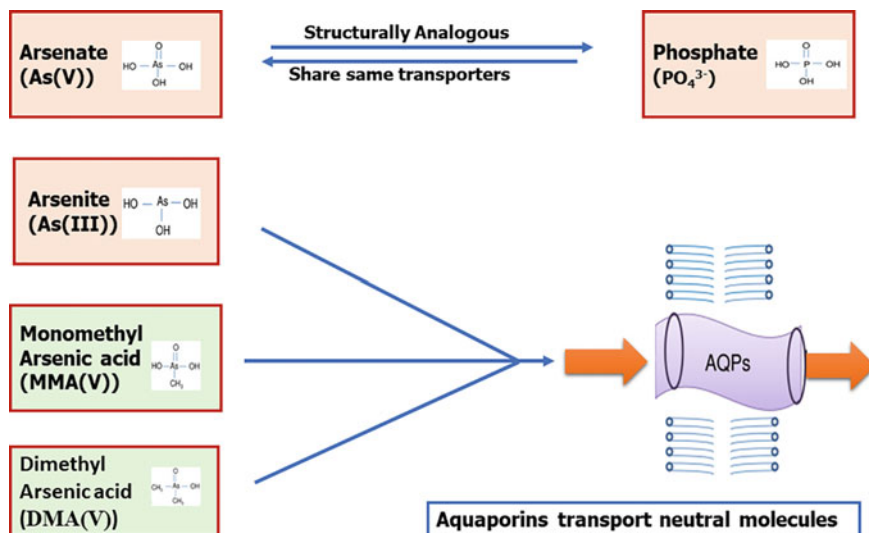 Arsenate
(As(V))
O
HO
As
OH
OH
Structurally Analogous
Share same transporters
Phosphate
(PO₄³⁻)
O
HO
P
OH
OH
Arsenite
(As(III))
HO
As
OH
OH
Monomethyl
Arsenic acid
(MMA(V))
O
HO
As
OH
CH₃
Dimethyl
Arsenic acid
(DMA(V))
O
CH₃
As
OH
CH₃
AQPs
Aquaporins transport neutral molecules